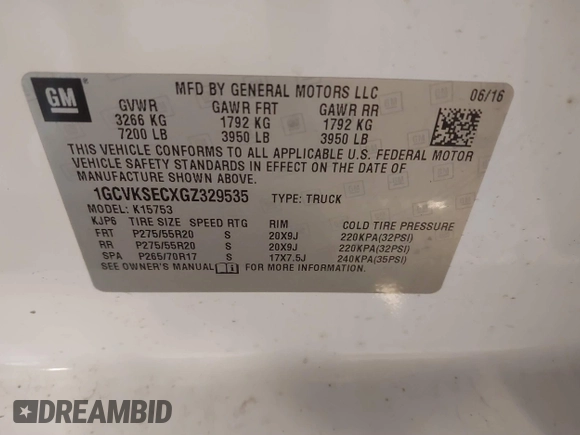 GM
MFD BY GENERAL MOTORS LLC 06/16
GVWR GAWR FRT GAWR RR
3266 KG 1792 KG 1792 KG
7200 LB 3950 LB 3950 LB
THIS VEHICLE CONFORMS TO ALL APPLICABLE U.S. FEDERAL MOTOR
VEHICLE SAFETY STANDARDS IN EFFECT ON THE DATE OF
MANUFACTURE SHOWN ABOVE.
1GCVKSECXGZ329535 TYPE: TRUCK
MODEL: K15753
KJP6 TIRE SIZE SPEED RTG RIM COLD TIRE PRESSURE
FRT P275/55R20 S 20X9J 220KPA(32PSI)
RR P275/55R20 S 20X9J 220KPA(32PSI)
SPA P265/70R17 S 17X7.5J 240KPA(35PSI)
SEE OWNER'S MANUAL FOR MORE INFORMATION.
DREAMBID